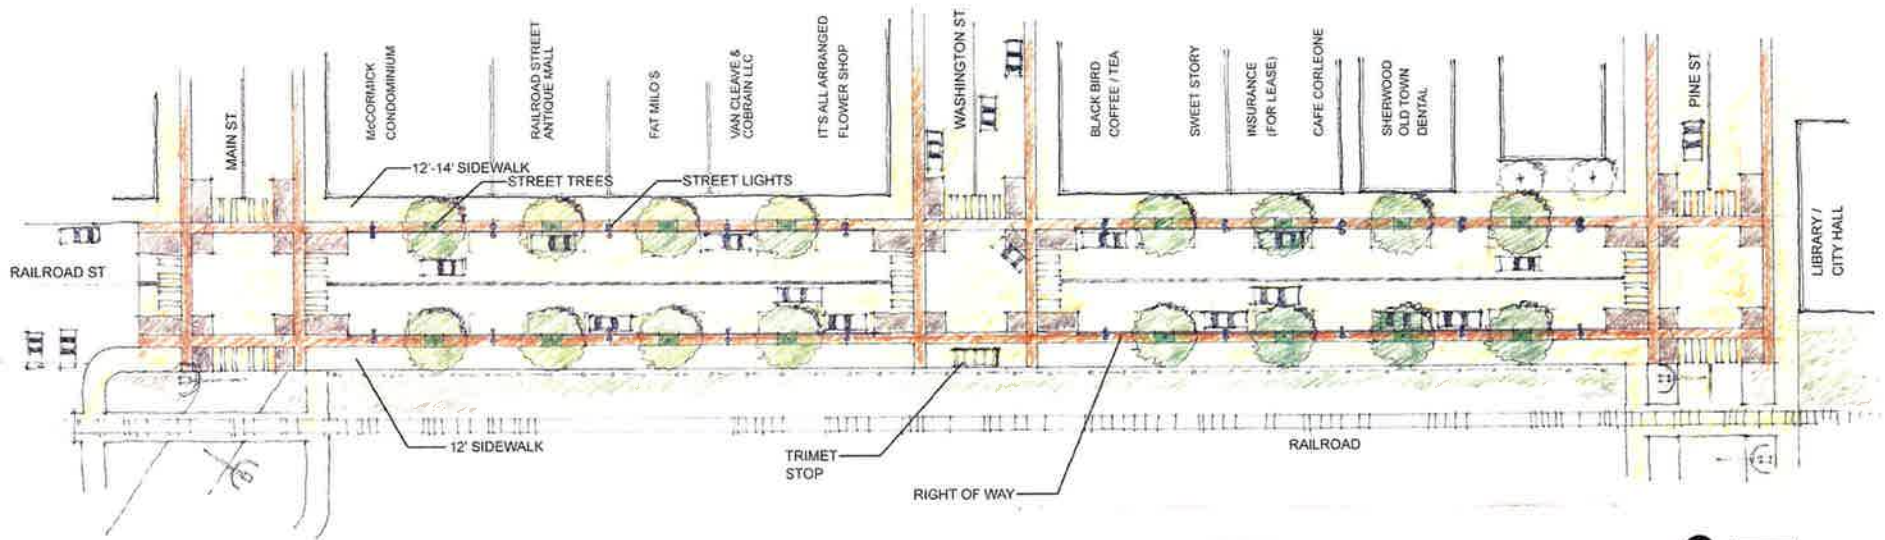 MAIN ST.
McCORMICK
CONDOMINIUM
RAILROAD STREET
ANTIQUE MALL
FAT MILO'S
VAN CLEAVE &
COBRAIN LLC
IT'S ALL ARRANGED
FLOWER SHOP
WASHINGTON ST.
BLACK BIRD
COFFEE / TEA
SWEET STORY
INSURANCE
(FOR LEASE)
CAFE CORLEONE
SHERWOOD
OLD TOWN
DENTAL
PINE ST
LIBRARY /
CITY HALL
12'-14' SIDEWALK
STREET TREES
STREET LIGHTS
RAILROAD ST
12' SIDEWALK
TRIMET
STOP
RIGHT OF WAY
RAILROAD